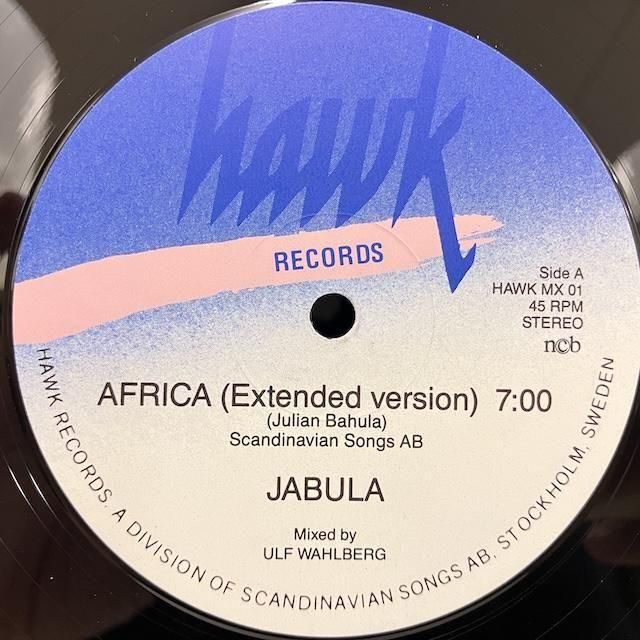 hawk
RECORDS
Side A
HAWK MX 01
45 RPM
STEREO
ncb
AFRICA (Extended version) 7:00
(Julian Bahula)
Scandinavian Songs AB
JABULA
Mixed by
ULF WAHLBERG
HAWK RECORDS. A DIVISION OF SCANDINAVIAN SONGS AB, STOCKHOLM, SWEDEN